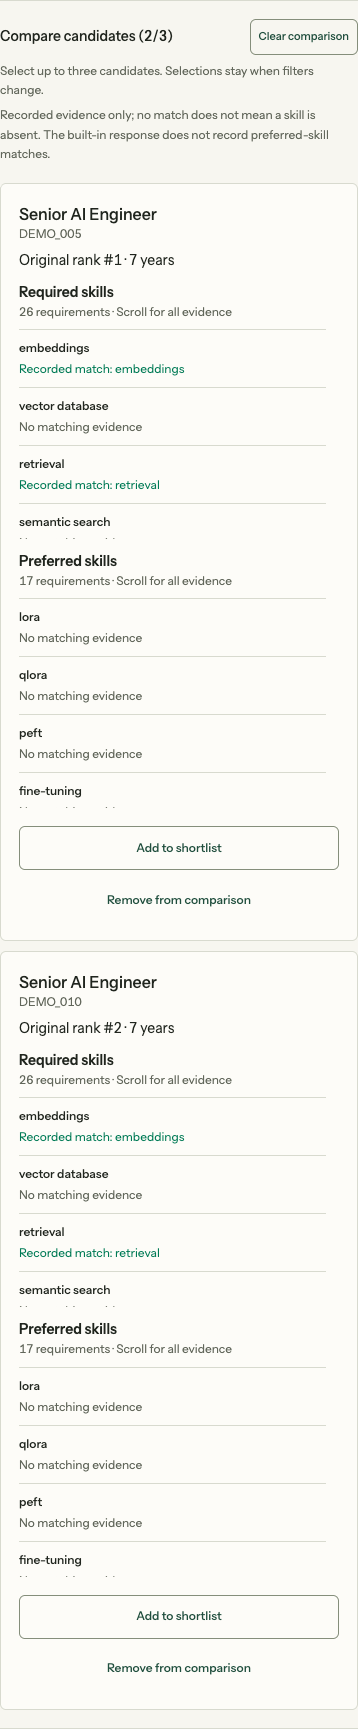 Compare candidates (2/3)
Clear comparison
Select up to three candidates. Selections stay when filters
change.
Recorded evidence only; no match does not mean a skill is
absent. The built-in response does not record preferred-skill
matches.
Senior AI Engineer
DEMO_005
Original rank #1 · 7 years
Required skills
26 requirements · Scroll for all evidence
embeddings
Recorded match: embeddings
vector database
No matching evidence
retrieval
Recorded match: retrieval
semantic search
Preferred skills
17 requirements · Scroll for all evidence
lora
No matching evidence
qlora
No matching evidence
peft
No matching evidence
fine-tuning
Add to shortlist
Remove from comparison
Senior AI Engineer
DEMO_010
Original rank #2 · 7 years
Required skills
26 requirements · Scroll for all evidence
embeddings
Recorded match: embeddings
vector database
No matching evidence
retrieval
Recorded match: retrieval
semantic search
Preferred skills
17 requirements · Scroll for all evidence
lora
No matching evidence
qlora
No matching evidence
peft
No matching evidence
fine-tuning
Add to shortlist
Remove from comparison